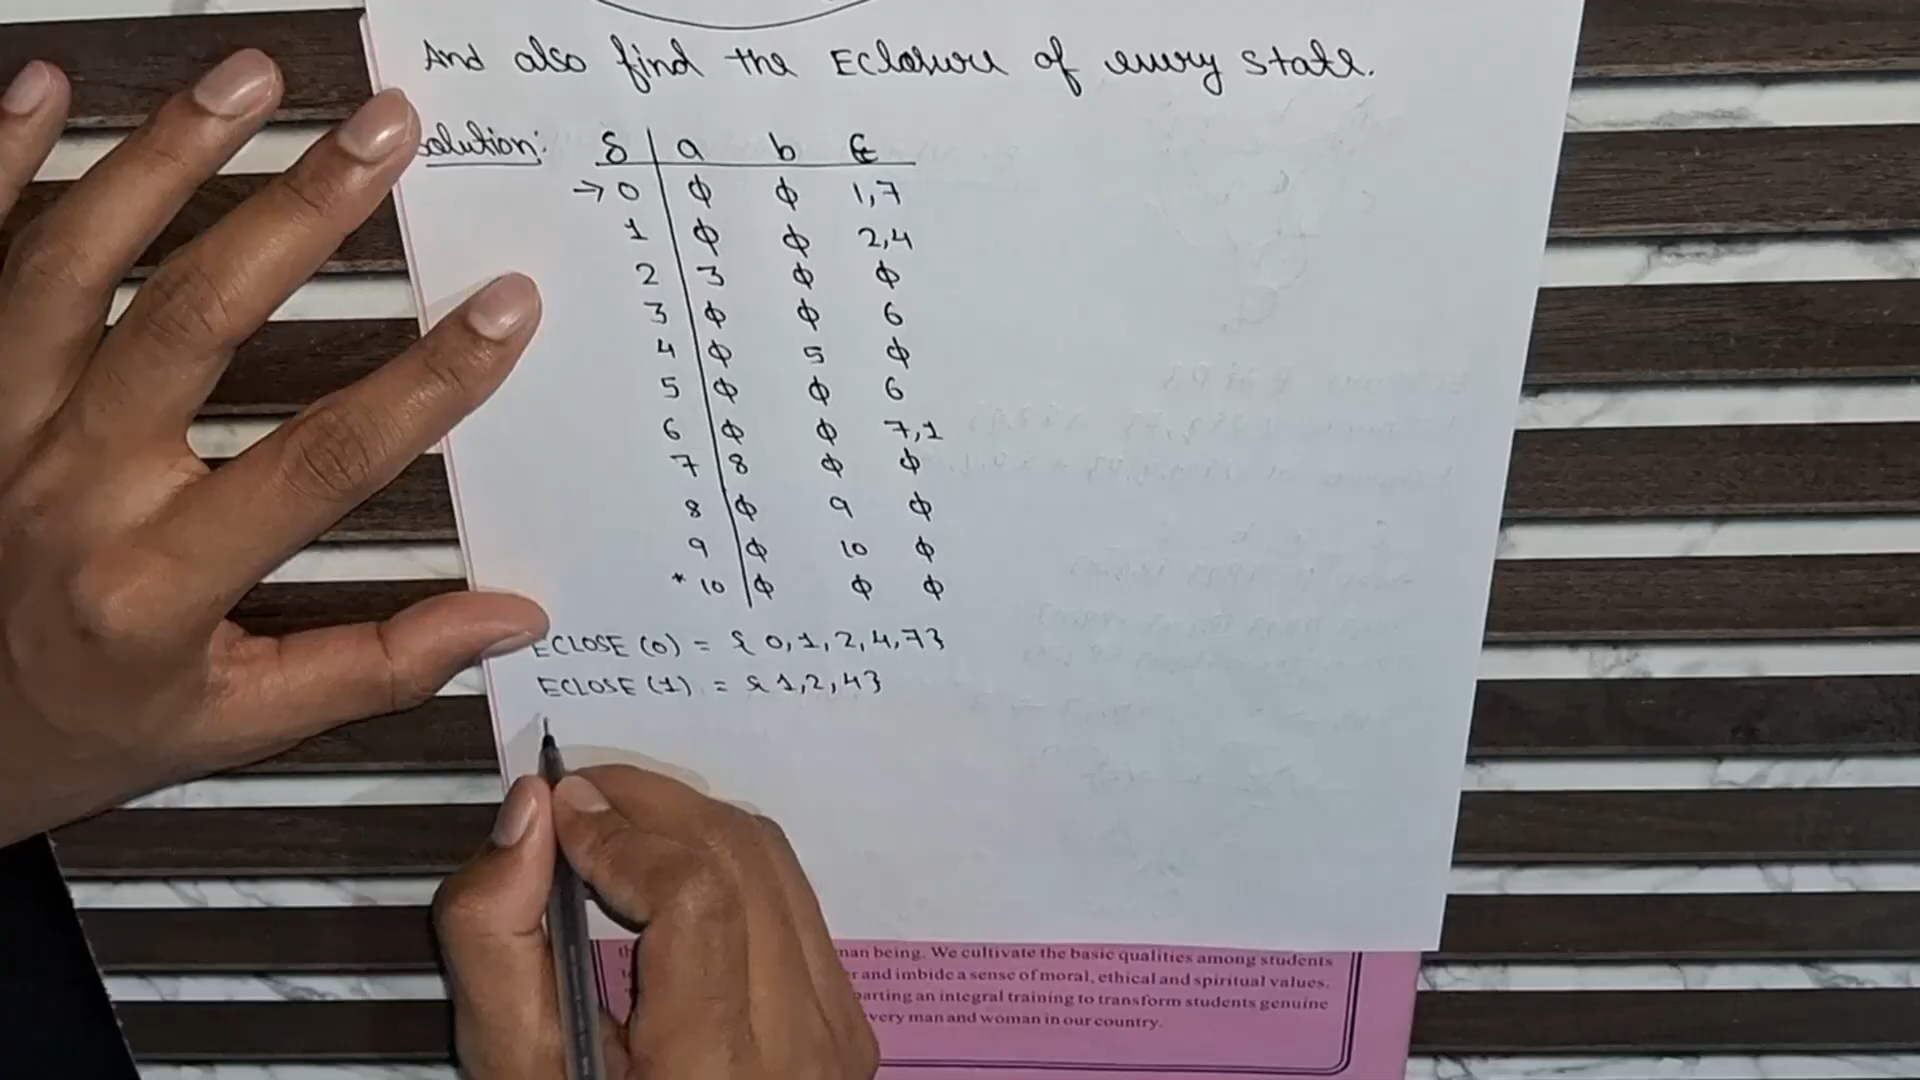 And also find the Eclosure of every state.
Solution:
δ a b ε
→ 0 ϕ ϕ 1,7
1 ϕ ϕ 2,4
2 3 ϕ ϕ
3 ϕ ϕ 6
4 ϕ 5 ϕ
5 ϕ ϕ 6
6 ϕ ϕ 7,1
7 8 ϕ ϕ
8 ϕ 9 ϕ
9 ϕ 10 ϕ
* 10 ϕ ϕ ϕ
ECLOSE (0) = { 0, 1, 2, 4, 7 }
ECLOSE (1) = { 1, 2, 4 }
man being. We cultivate the basic qualities among students
and imbide a sense of moral, ethical and spiritual values.
parting an integral training to transform students genuine
very man and woman in our country.